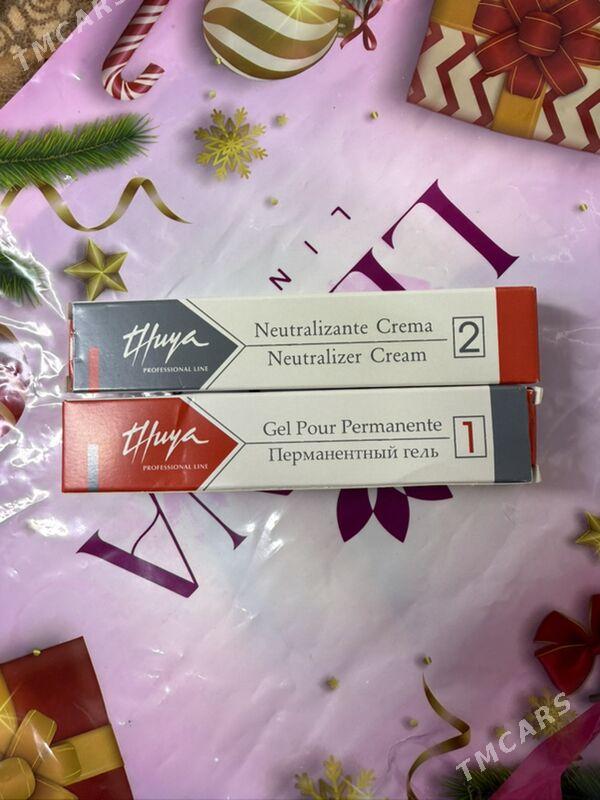 TMCARS
LIN
Thuya
PROFESSIONAL LINE
Neutralizante Crema
Neutralizer Cream
2
Thuya
PROFESSIONAL LINE
Gel Pour Permanente
Перманентный гель
1
TMCARS